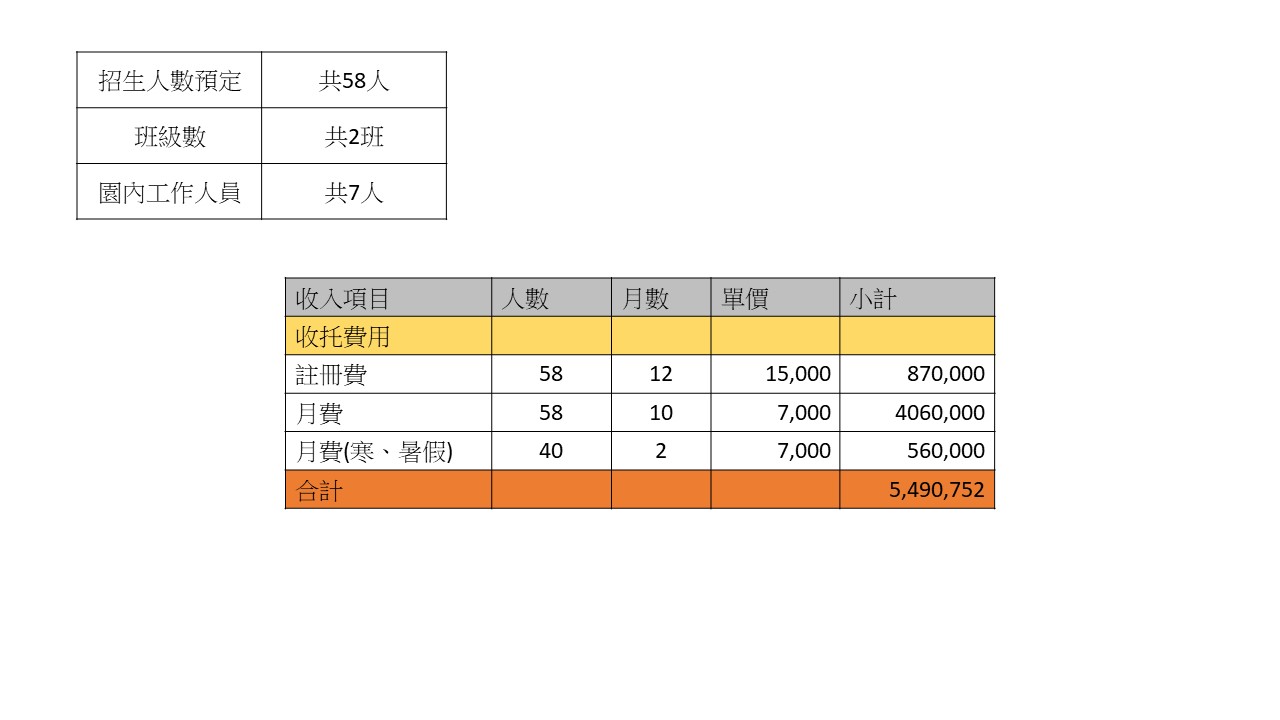 招生人數預定 共58人
班級數 共2班
園內工作人員 共7人
收入項目 人數 月數 單價 小計
收托費用
註冊費 58 12 15,000 870,000
月費 58 10 7,000 4060,000
月費(寒、暑假) 40 2 7,000 560,000
合計 5,490,752